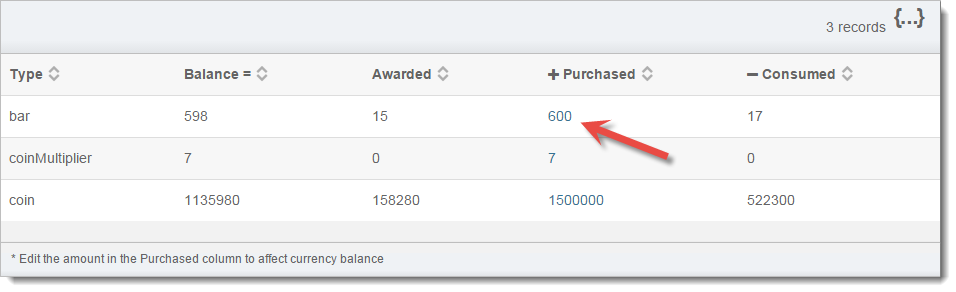 3 records {...}
Type Balance = Awarded + Purchased − Consumed
bar 598 15 600 17
coinMultiplier 7 0 7 0
coin 1135980 158280 1500000 522300
* Edit the amount in the Purchased column to affect currency balance